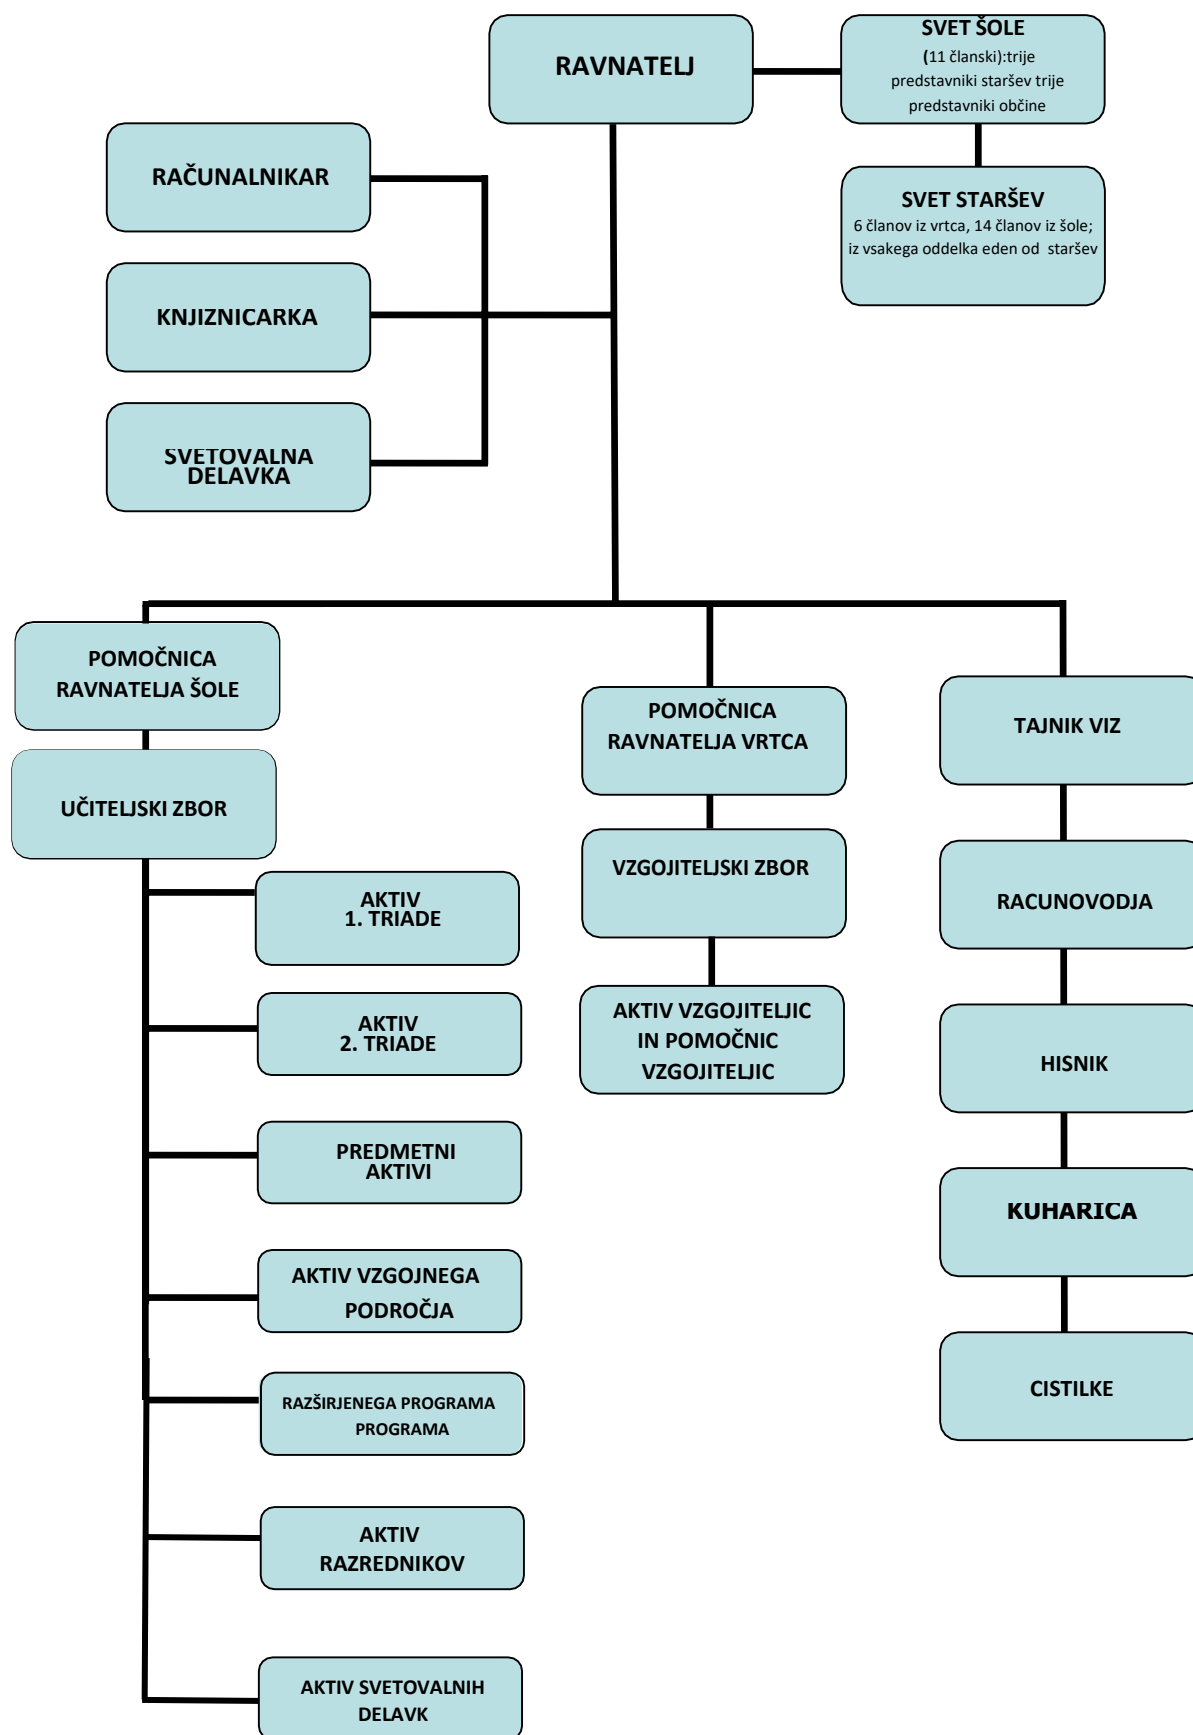 RAVNATELJ
SVET ŠOLE
(11 članski):trije
predstavniki staršev trije
predstavniki občine
SVET STARŠEV
6 članov iz vrtca, 14 članov iz šole;
iz vsakega oddelka eden od staršev
RAČUNALNIKAR
KNJIZNICARKA
SVETOVALNA
DELAVKA
POMOČNICA
RAVNATELJA ŠOLE
UČITELJSKI ZBOR
AKTIV
1. TRIADE
AKTIV
2. TRIADE
PREDMETNI
AKTIVI
AKTIV VZGOJNEGA
PODROČJA
RAZŠIRJENEGA PROGRAMA
PROGRAMA
AKTIV
RAZREDNIKOV
AKTIV SVETOVALNIH
DELAVK
POMOČNICA
RAVNATELJA VRTCA
VZGOJITELJSKI ZBOR
AKTIV VZGOJITELJIC
IN POMOČNIC
VZGOJITELJIC
TAJNIK VIZ
RACUNOVODJA
HISNIK
KUHARICA
CISTILKE